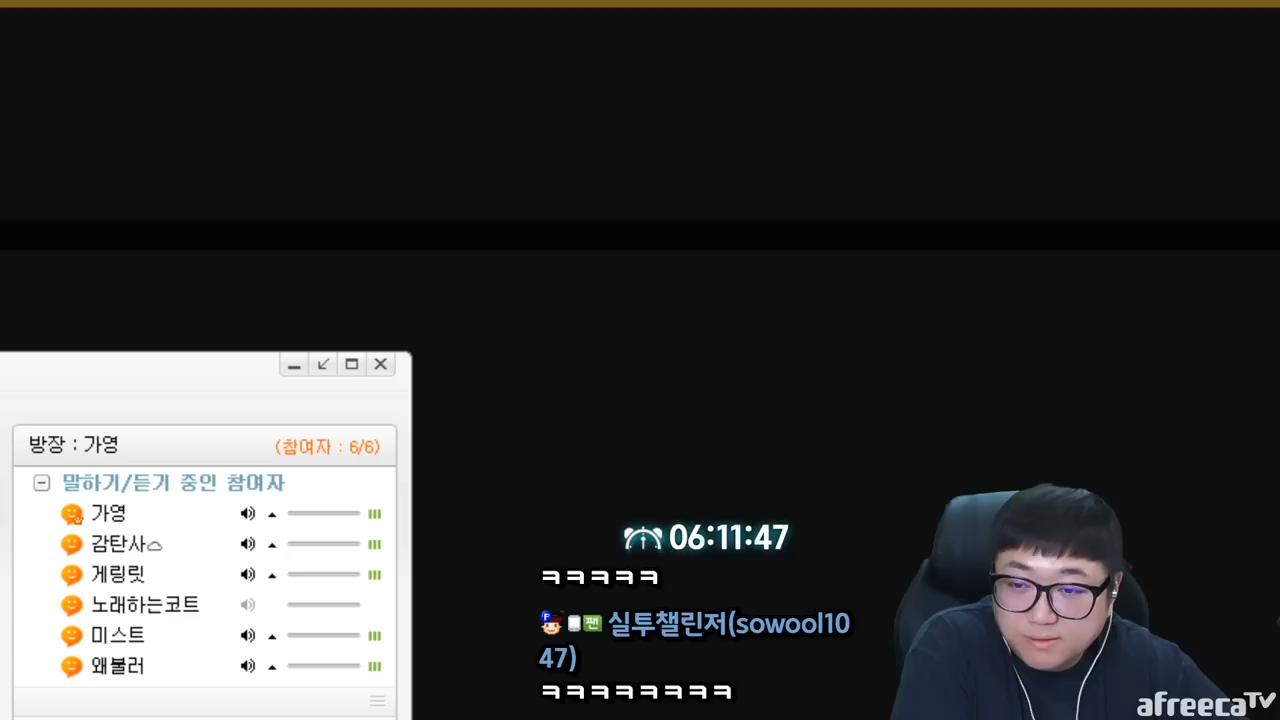 방장 : 가영
(참여자 : 6/6)
말하기/듣기 중인 참여자
가영
감탄사
게링릿
노래하는코트
미스트
왜불러
06:11:47
ㅋㅋㅋㅋㅋ
F 팬 실투챌린저(sowool10
47)
ㅋㅋㅋㅋㅋㅋㅋㅋ
afreecaTV